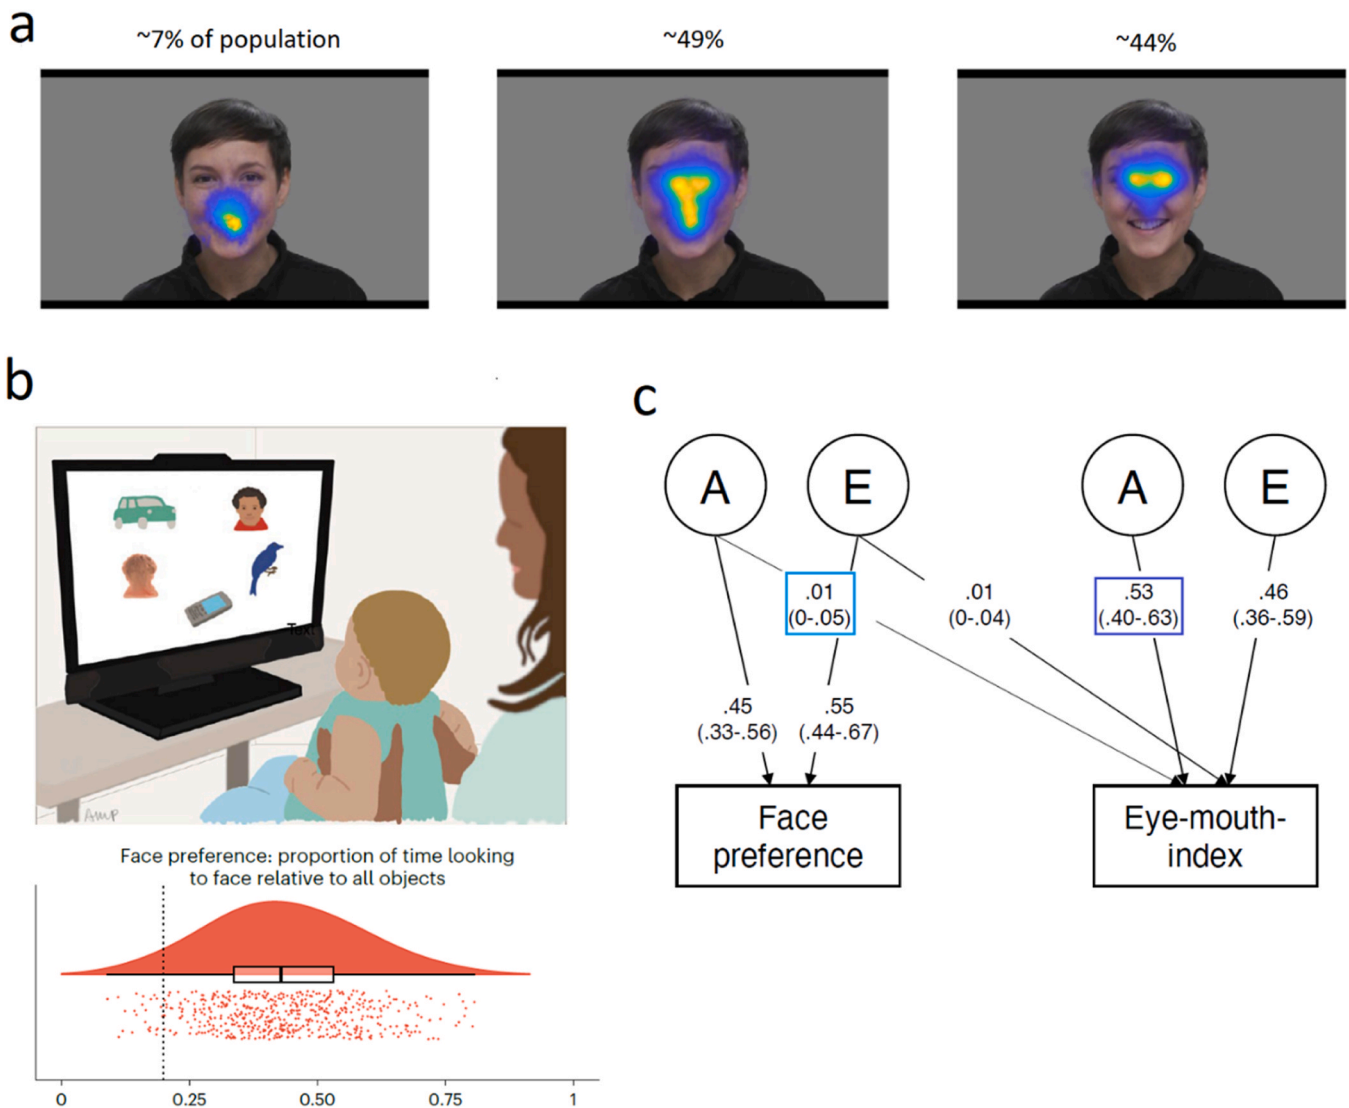 a
~7% of population
~49%
~44%
b
Text
AMP
Face preference: proportion of time looking
to face relative to all objects
0
0.25
0.50
0.75
1
c
A
E
A
E
.01
(0-.05)
.01
(0-.04)
.53
(.40-.63)
.46
(.36-.59)
.45
(.33-.56)
.55
(.44-.67)
Face
preference
Eye-mouth-
index